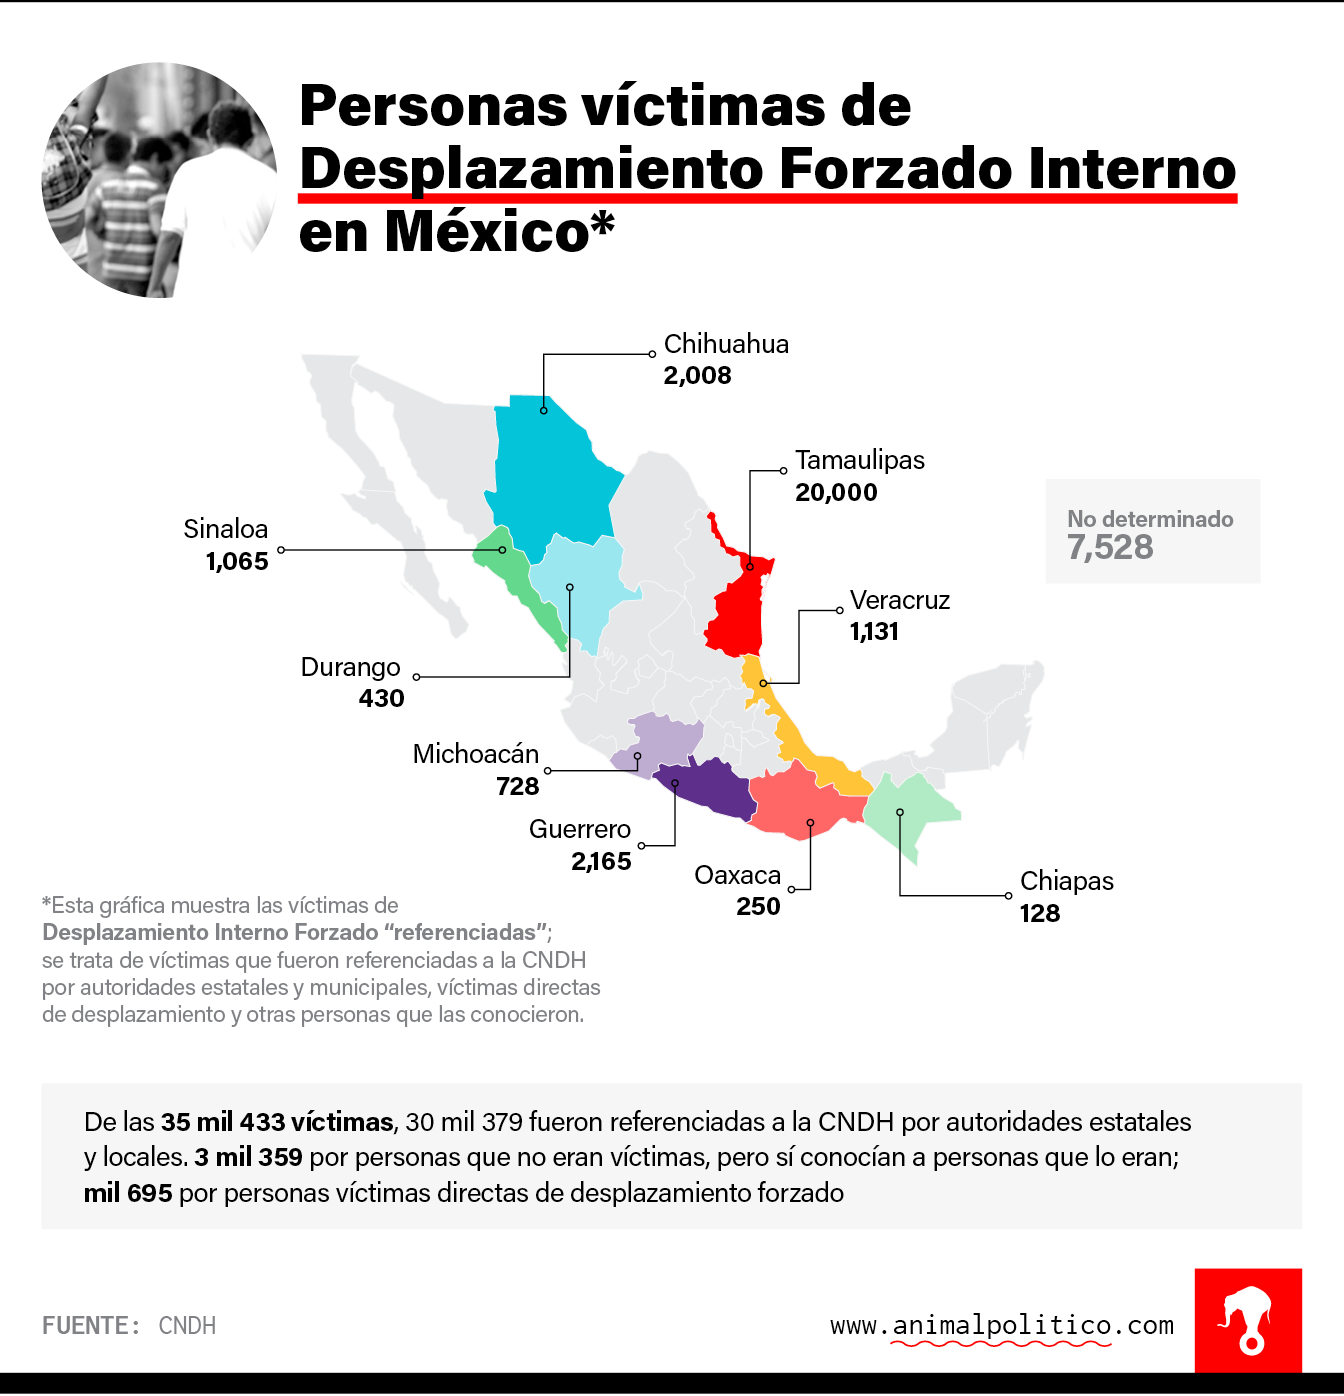 Personas víctimas de
Desplazamiento Forzado Interno
en México*
Chihuahua
2,008
Tamaulipas
20,000
No determinado
7,528
Sinaloa
1,065
Veracruz
1,131
Durango
430
Michoacán
728
Guerrero
2,165
Oaxaca
250
Chiapas
128
*Esta gráfica muestra las víctimas de
Desplazamiento Interno Forzado “referenciadas”;
se trata de víctimas que fueron referenciadas a la CNDH
por autoridades estatales y municipales, víctimas directas
de desplazamiento y otras personas que las conocieron.
De las 35 mil 433 víctimas, 30 mil 379 fueron referenciadas a la CNDH por autoridades estatales
y locales. 3 mil 359 por personas que no eran víctimas, pero sí conocían a personas que lo eran;
mil 695 por personas víctimas directas de desplazamiento forzado
FUENTE: CNDH
www.animalpolitico.com